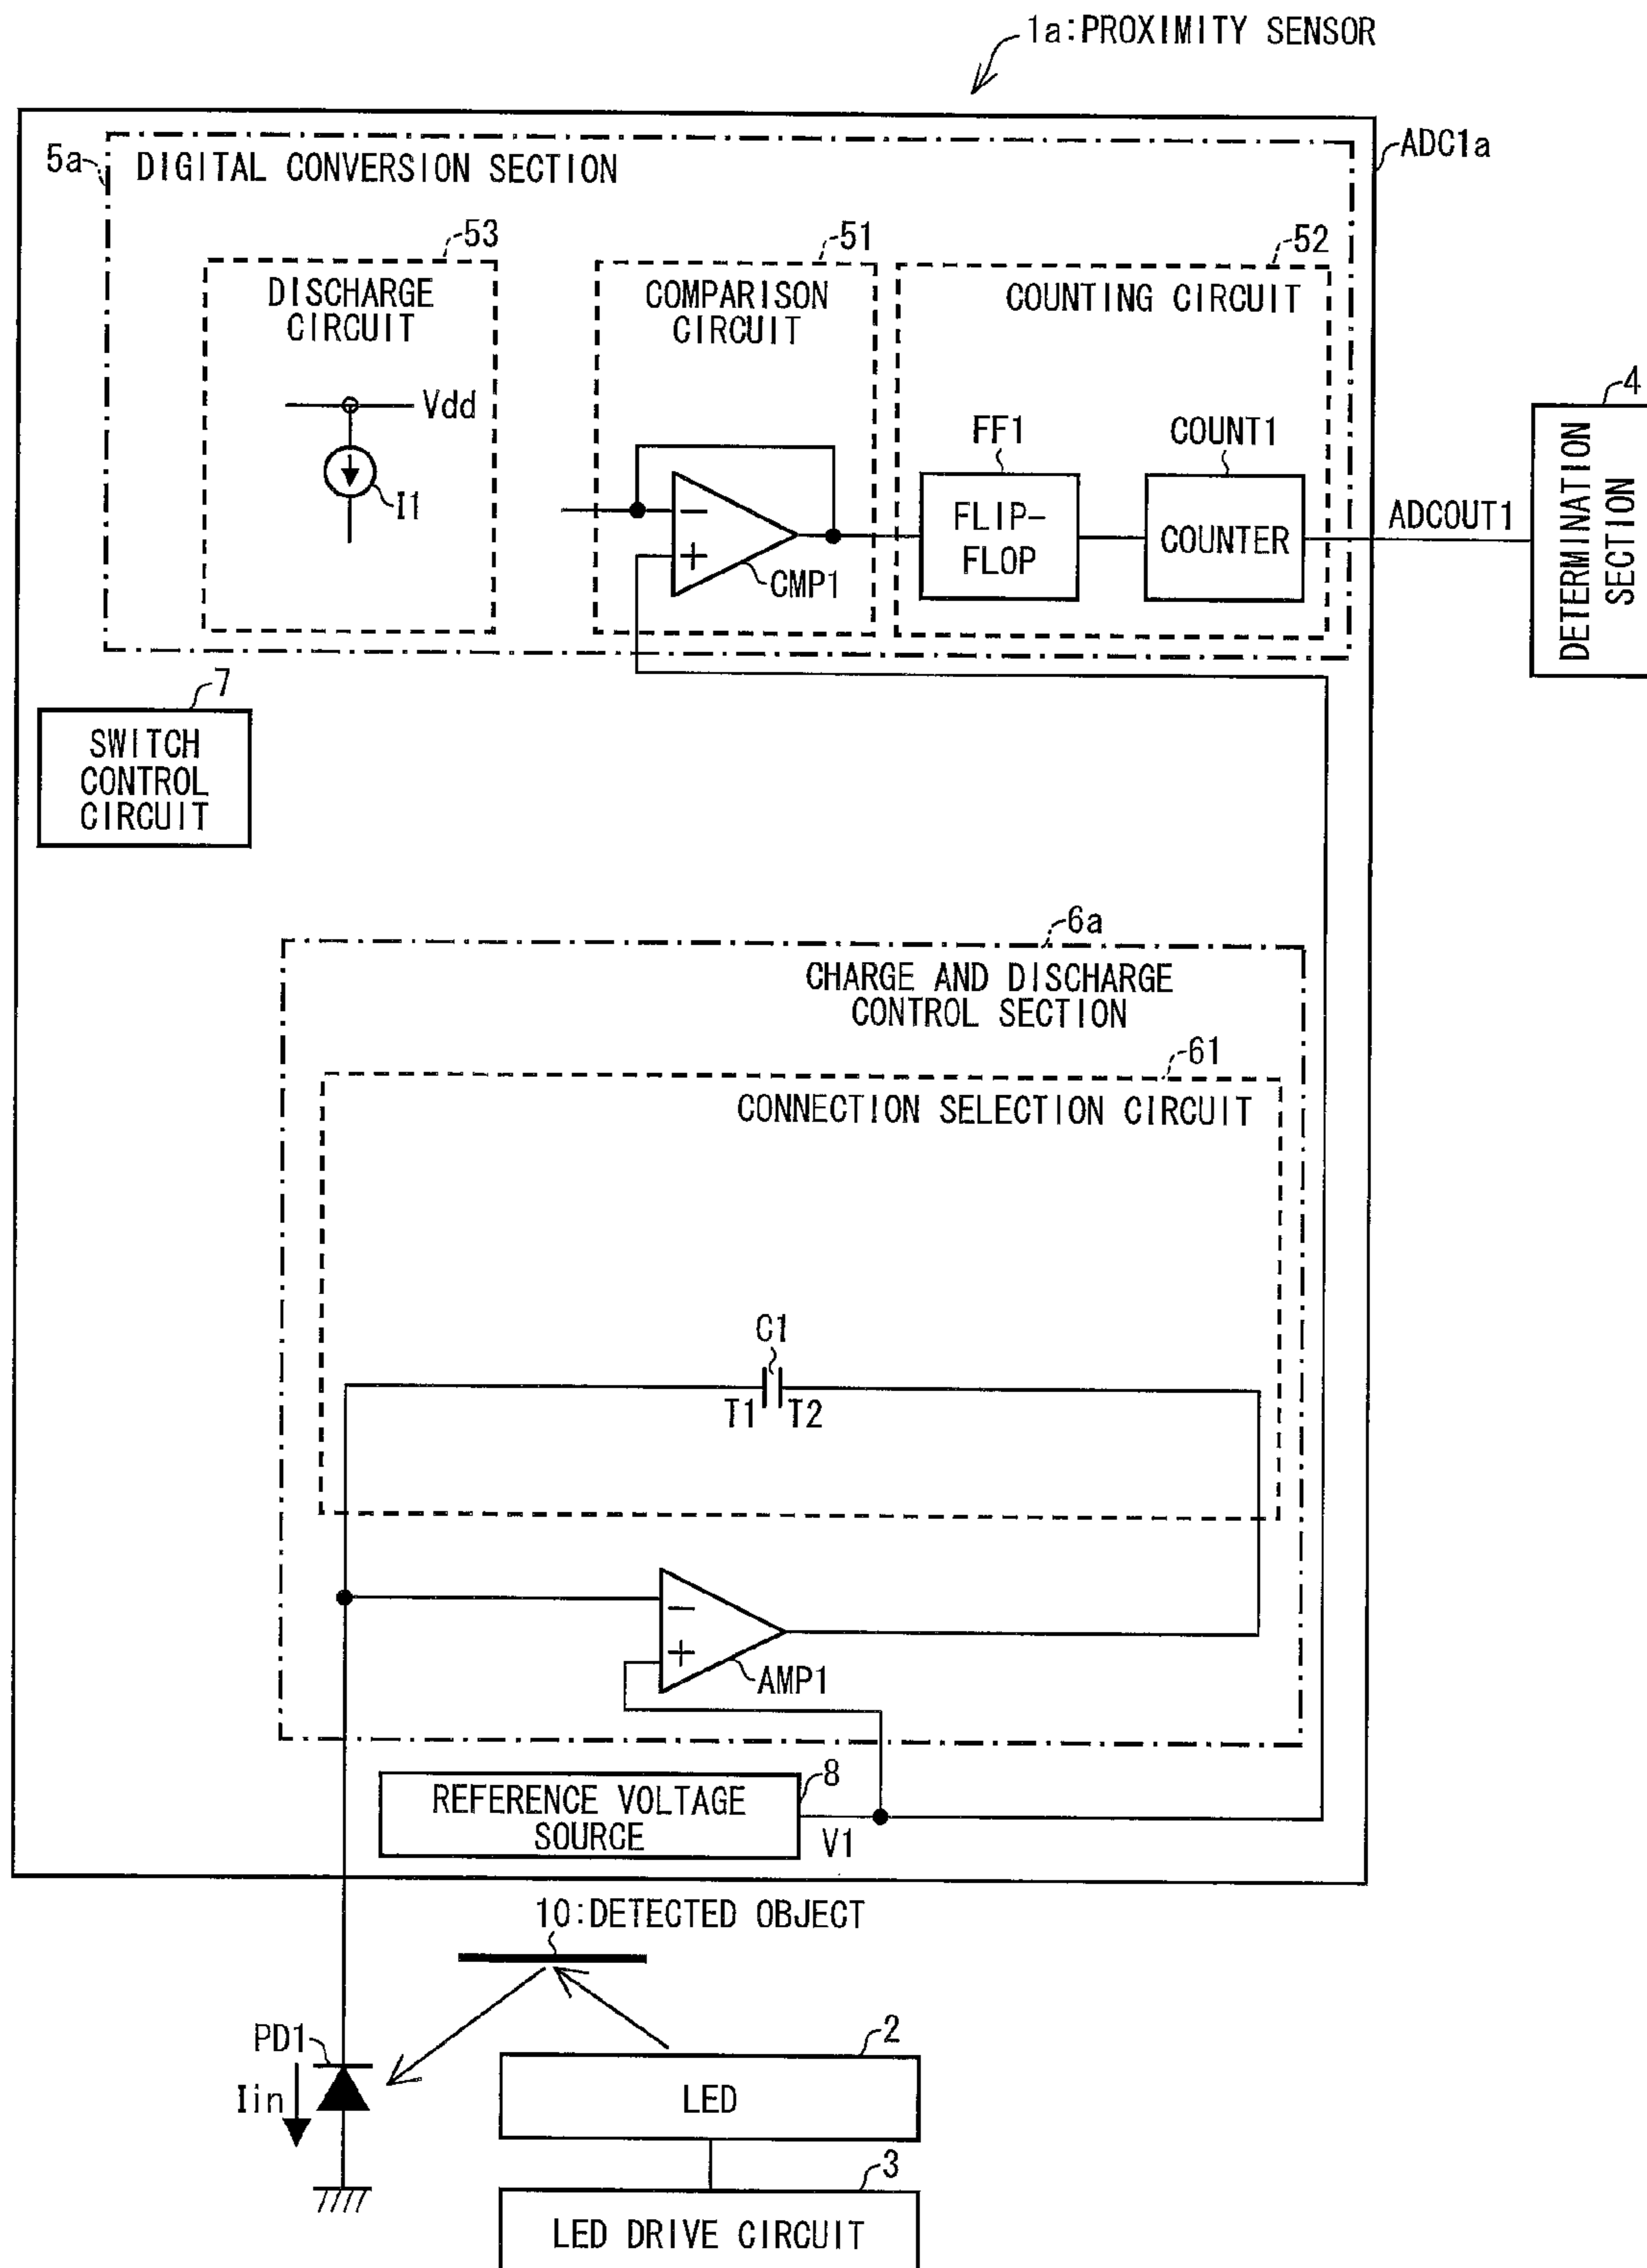 1a:PROXIMITY SENSOR
ADC1a
5a
DIGITAL CONVERSION SECTION
53
DISCHARGE
CIRCUIT
Vdd
I1
51
COMPARISON
CIRCUIT
−
+
CMP1
52
COUNTING CIRCUIT
FF1
FLIP-
FLOP
COUNT1
COUNTER
ADCOUT1
4
DETERMINATION
SECTION
7
SWITCH
CONTROL
CIRCUIT
6a
CHARGE AND DISCHARGE
CONTROL SECTION
61
CONNECTION SELECTION CIRCUIT
C1
T1
T2
−
+
AMP1
8
REFERENCE VOLTAGE
SOURCE
V1
10:DETECTED OBJECT
PD1
Iin
2
LED
3
LED DRIVE CIRCUIT